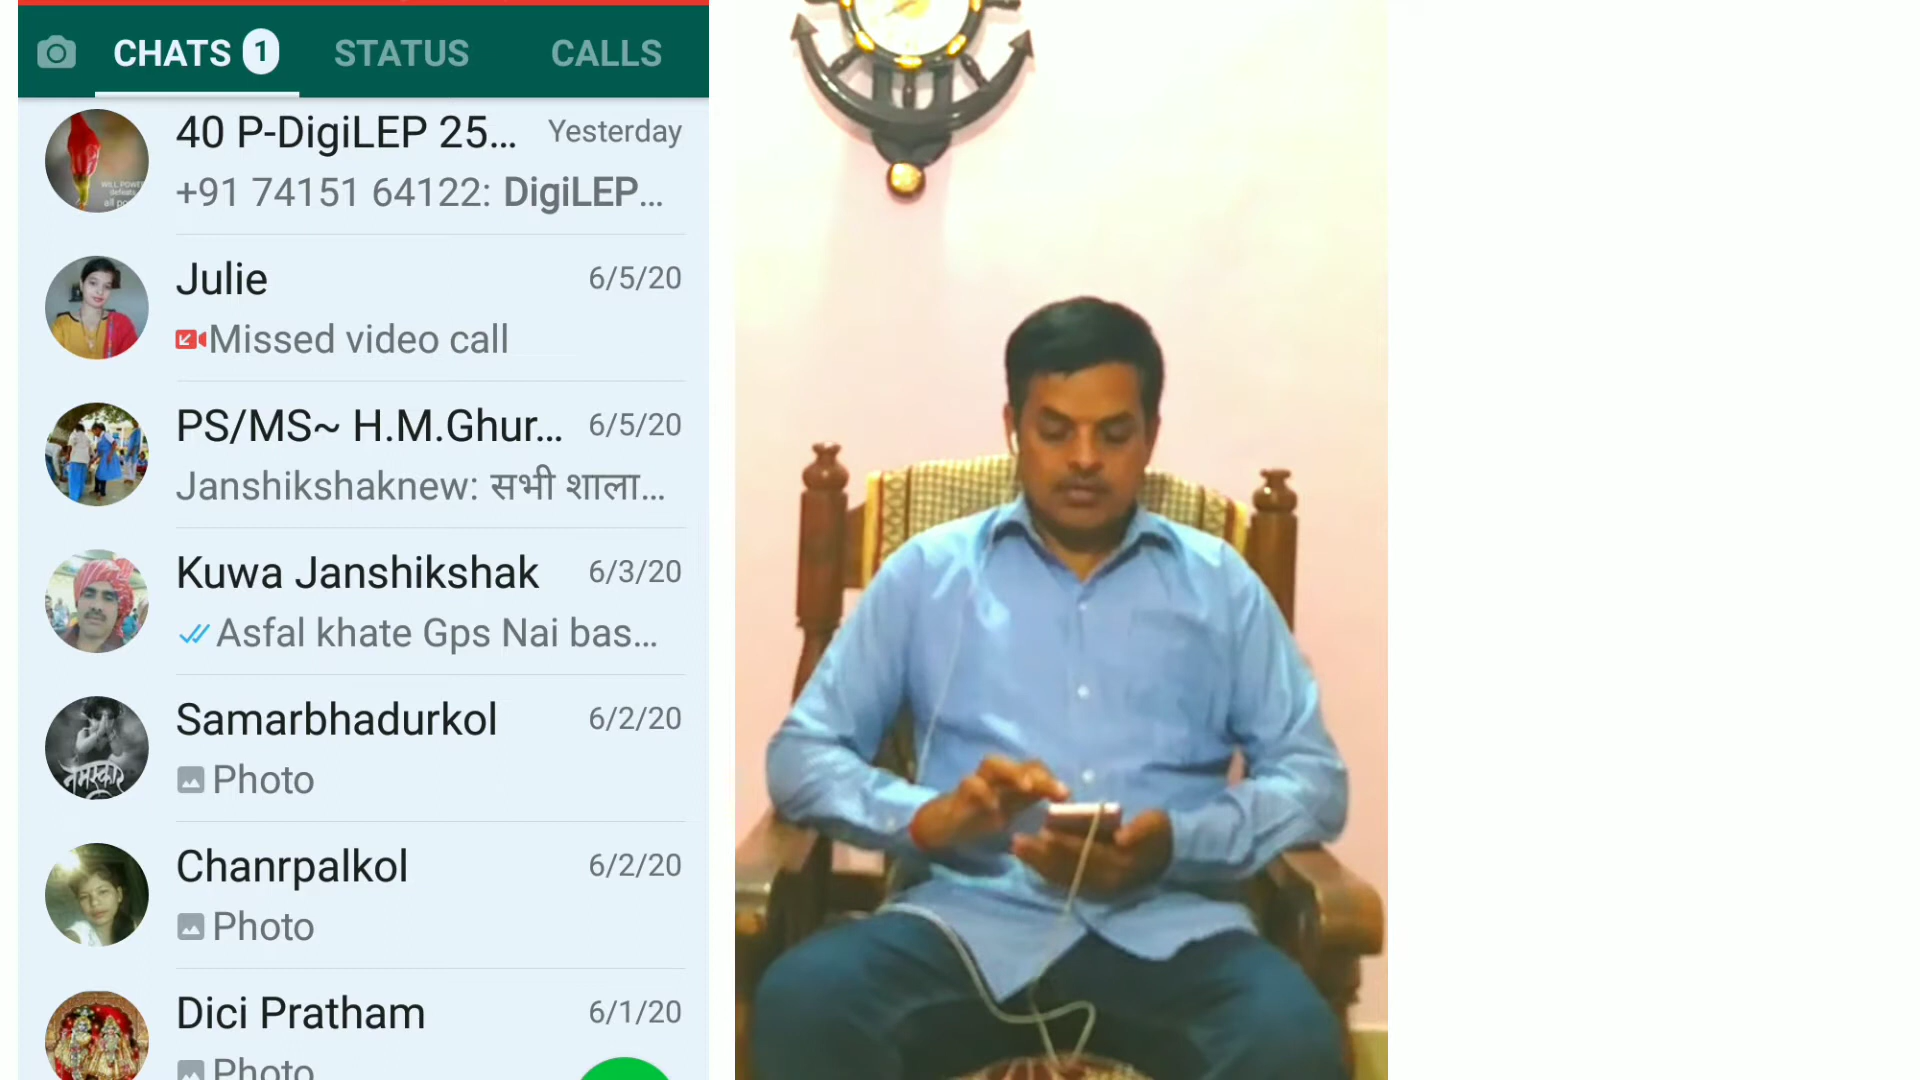 CHATS 1 STATUS CALLS
40 P-DigiLEP 25... Yesterday
+91 74151 64122: DigiLEP...
Julie 6/5/20
Missed video call
PS/MS~ H.M.Ghur... 6/5/20
Janshikshaknew: सभी शाला...
Kuwa Janshikshak 6/3/20
Asfal khate Gps Nai bas...
Samarbhadurkol 6/2/20
नमस्कार
Photo
Chanrpalkol 6/2/20
Photo
Dici Pratham 6/1/20
Photo